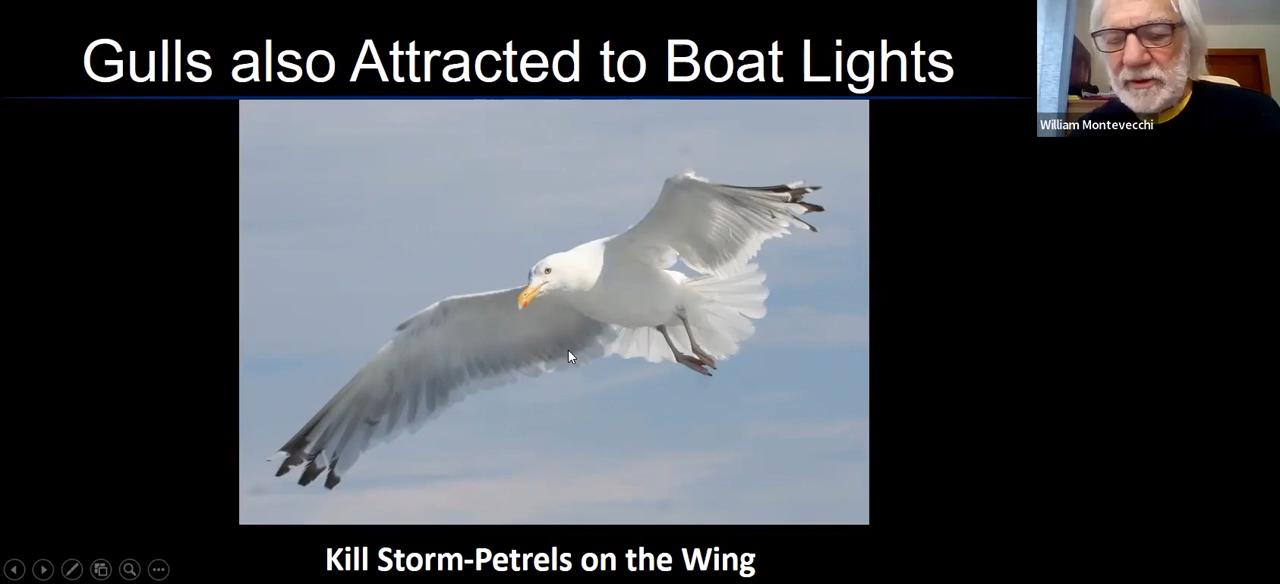 Gulls also Attracted to Boat Lights
William Montevecchi
Kill Storm-Petrels on the Wing